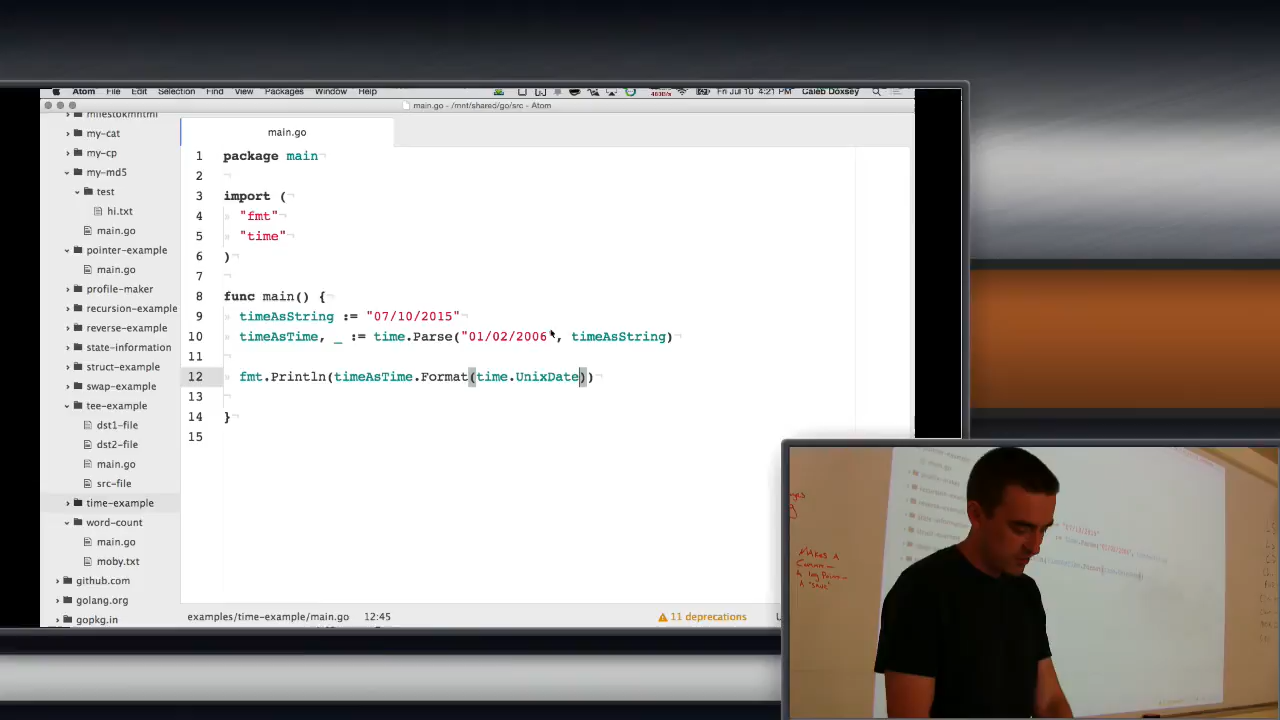 Atom File Edit Selection Find View Packages Window Help Fri Jul 10 4:21 PM Caleb Doxsey
main.go - /mnt/shared/go/src - Atom
my-cat
my-cp
my-md5
test
hi.txt
main.go
pointer-example
main.go
profile-maker
recursion-example
reverse-example
state-information
struct-example
swap-example
tee-example
dst1-file
dst2-file
main.go
src-file
time-example
word-count
main.go
moby.txt
github.com
golang.org
gopkg.in
main.go
1 package main
2
3 import (
4 "fmt"
5 "time"
6 )
7
8 func main() {
9 timeAsString := "07/10/2015"
10 timeAsTime, _ := time.Parse("01/02/2006", timeAsString)
11
12 fmt.Println(timeAsTime.Format(time.UnixDate))
13
14 }
15
examples/time-example/main.go 12:45 11 deprecations
MAKES A